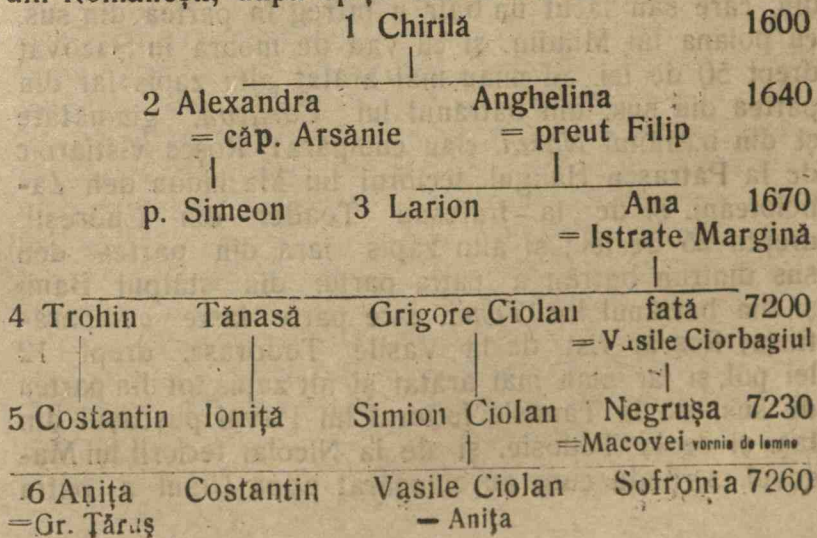 1 Chirilă 1600
2 Alexandra Anghelina 1640
= căp. Arsănie = preut Filip
p. Simeon 3 Larion Ana 1670
= Istrate Margină
4 Trohin Tănasă Grigore Ciolan fată 7200
= Vasile Ciorbagiul
5 Costantin Ioniţă Simion Ciolan Negruşa 7230
=Macovei vornic de lemne
6 Aniţa Costantin Vasile Ciolan Sofronia 7260
=Gr. Ţăruş — Aniţa